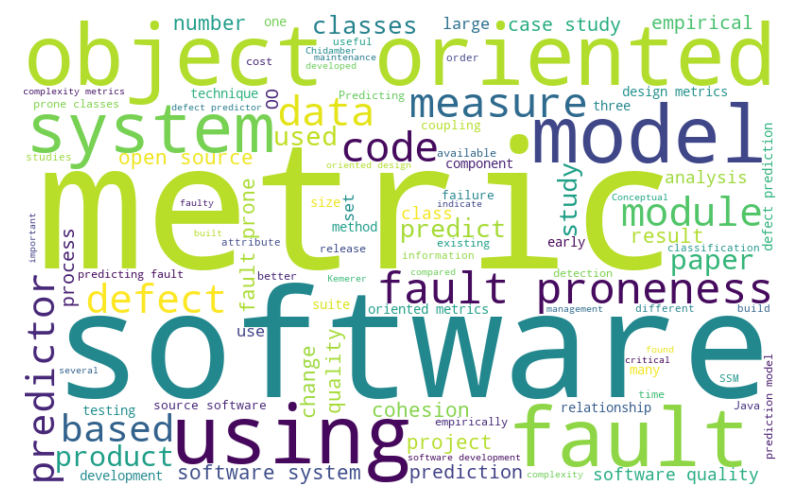 number
classes
one
useful
Chidamber
maintenance
developed
large
order
case study
empirical
object oriented
cost
complexity metrics
prone classes
technique
defect predictor
OO
Predicting
data
measure
design metrics
three
system
used
coupling
model
code
available
component
studies
open source
oriented design
metric
analysis
defect prediction
faulty
size
set
failure
indicate
study
Conceptual
module
important
built
fault prone
attribute
method
class
predict
existing
release
information
early
result
classification
process
predicting fault
better
Kemerer
compared
detection
paper
predictor
defect
suite
fault proneness
oriented metrics
use
management
different
build
software
several
change
quality
found
critical
many
SSM
time
prediction model
testing
source software
cohesion
relationship
Java
based
using
empirically
project
fault
product
software development
development
software system
prediction
complexity
software quality